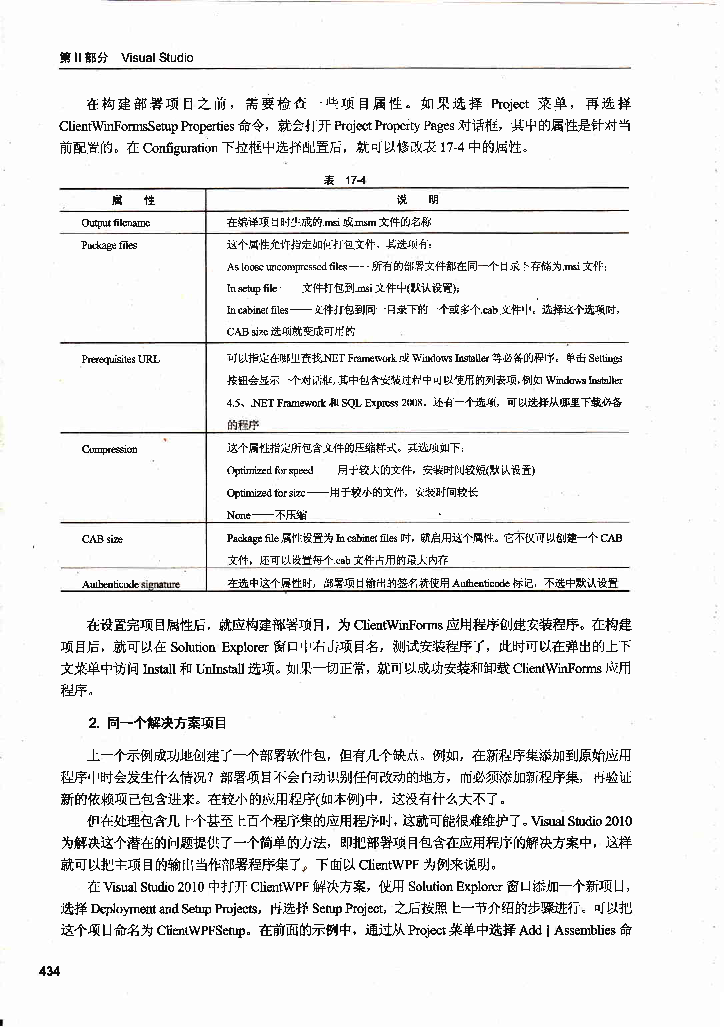 第 II 部分 Visual Studio
在构建部署项目之前，需要检查一些项目属性。如果选择 Project 菜单，再选择
ClientWinFormsSetup Properties 命令，就会打开 Project Property Pages 对话框，其中的属性是针对当
前配置的。在 Configuration 下拉框中选择配置后，就可以修改表 17-4 中的属性。
表 17-4
属 性 说 明
Output filename 在编译项目时生成的.msi 或.msm 文件的名称
Package files 这个属性允许指定如何打包文件。其选项有：
As loose uncompressed files——所有的部署文件都在同一个目录下存储为.msi 文件；
In setup file——文件打包到.msi 文件中(默认设置)；
In cabinet files——文件打包到同一目录下的一个或多个.cab 文件中。选择这个选项时，
CAB size 选项就变成可用的
Prerequisites URL 可以指定在哪里查找.NET Framework 或 Windows Installer 等必备的程序。单击 Settings
按钮会显示一个对话框，其中包含安装过程中可以使用的列表项，例如 Windows Installer
4.5、.NET Framework 和 SQL Express 2008。还有一个选项，可以选择从哪里下载必备
的程序
Compression 这个属性指定所包含文件的压缩样式。其选项如下：
Optimized for speed——用于较大的文件，安装时间较短(默认设置)
Optimized for size——用于较小的文件，安装时间较长
None——不压缩
CAB size Package file 属性设置为 In cabinet files 时，就启用这个属性。它不仅可以创建一个 CAB
文件，还可以设置每个.cab 文件占用的最大内存
Authenticode signature 在选中这个属性时，部署项目输出的签名就使用 Authenticode 标记，不选中默认设置
在设置完项目属性后，就应构建部署项目，为 ClientWinForms 应用程序创建安装程序。在构建
项目后，就可以在 Solution Explorer 窗口中右击项目名，测试安装程序了，此时可以在弹出的上下
文菜单中访问 Install 和 UnInstall 选项。如果一切正常，就可以成功安装和卸载 ClientWinForms 应用
程序。
2. 同一个解决方案项目
上一个示例成功地创建了一个部署软件包，但有几个缺点。例如，在新程序集添加到原始应用
程序中时会发生什么情况？部署项目不会自动识别任何改动的地方，而必须添加新程序集，再验证
新的依赖项已包含进来。在较小的应用程序(如本例)中，这没有什么大不了。
但在处理包含几十个甚至上百个程序集的应用程序时，这就可能很难维护了。Visual Studio 2010
为解决这个潜在的问题提供了一个简单的方法，即把部署项目包含在应用程序的解决方案中，这样
就可以把主项目的输出当作部署程序集了。下面以 ClientWPF 为例来说明。
在 Visual Studio 2010 中打开 ClientWPF 解决方案，使用 Solution Explorer 窗口添加一个新项目，
选择 Deployment and Setup Projects，再选择 Setup Project，之后按照上一节介绍的步骤进行。可以把
这个项目命名为 ClientWPFSetup。在前面的示例中，通过从 Project 菜单中选择 Add | Assemblies 命
434